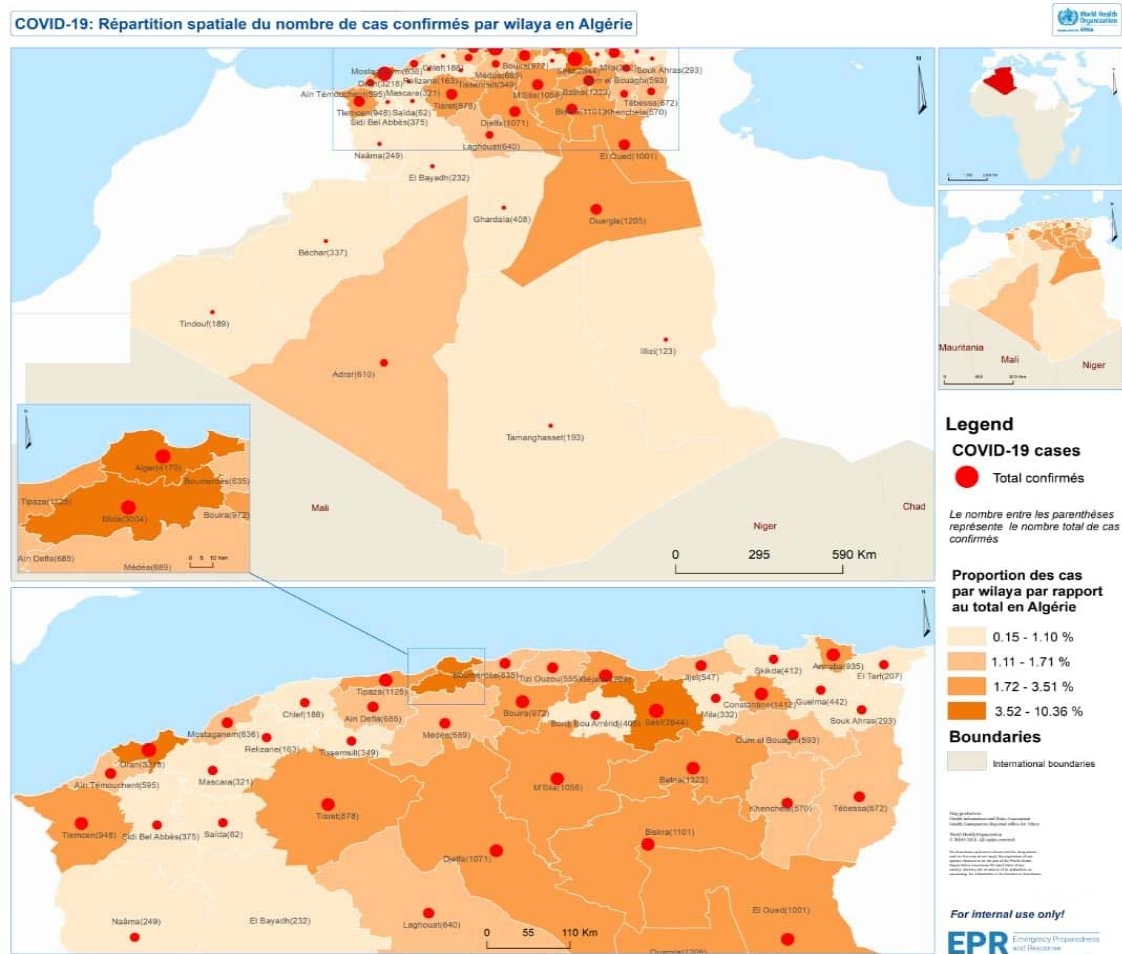 COVID-19: Répartition spatiale du nombre de cas confirmés par wilaya en Algérie
World Health
Organization
Chlef(188)
Bouira(972)
Souk Ahras(293)
Relizane(163)
Tissemsilt(349)
Médéa(689)
Oran(3218)
Mascara(321)
Aïn Témouchent(595)
Tiaret(878)
M'Sila(1058)
Batna(1323)
Tébessa(672)
Tlemcen(948)
Saïda(62)
Khenchela(570)
Sidi Bel Abbès(375)
Djelfa(1071)
Laghouat(640)
El Oued(1001)
Naâma(249)
El Bayadh(232)
Ghardaïa(408)
Ouargla(1205)
Béchar(337)
Tindouf(189)
Illizi(123)
Adrar(610)
Tamanghasset(193)
Mali
Niger
Chad
0 295 590 Km
Alger(4170)
Boumerdès(635)
Tipaza(1125)
Blida(3004)
Bouira(972)
Aïn Defla(685)
Médéa(689)
0 5 10 Km
Mauritania
Mali
Niger
Legend
COVID-19 cases
Total confirmés
Le nombre entre les parenthèses
représente le nombre total de cas
confirmés
Proportion des cas
par wilaya par rapport
au total en Algérie
0.15 - 1.10 %
1.11 - 1.71 %
1.72 - 3.51 %
3.52 - 10.36 %
Boundaries
International boundaries
For internal use only!
EPR
Emergency Preparedness
and Response
Boumerdès(635)
Tizi Ouzou(555)
Jijel(547)
Skikda(412)
Annaba(935)
El Tarf(207)
Tipaza(1125)
Chlef(188)
Aïn Defla(685)
Bouira(972)
Bordj Bou Arréridj(405)
Sétif(2644)
Mila(332)
Constantine(1412)
Guelma(442)
Souk Ahras(293)
Mostaganem(636)
Relizane(163)
Tissemsilt(349)
Médéa(689)
Oum el Bouaghi(593)
Oran(3218)
Aïn Témouchent(595)
Mascara(321)
M'Sila(1058)
Batna(1323)
Tlemcen(948)
Sidi Bel Abbès(375)
Saïda(62)
Tiaret(878)
Khenchela(570)
Tébessa(672)
Djelfa(1071)
Biskra(1101)
Naâma(249)
El Bayadh(232)
Laghouat(640)
El Oued(1001)
0 55 110 Km